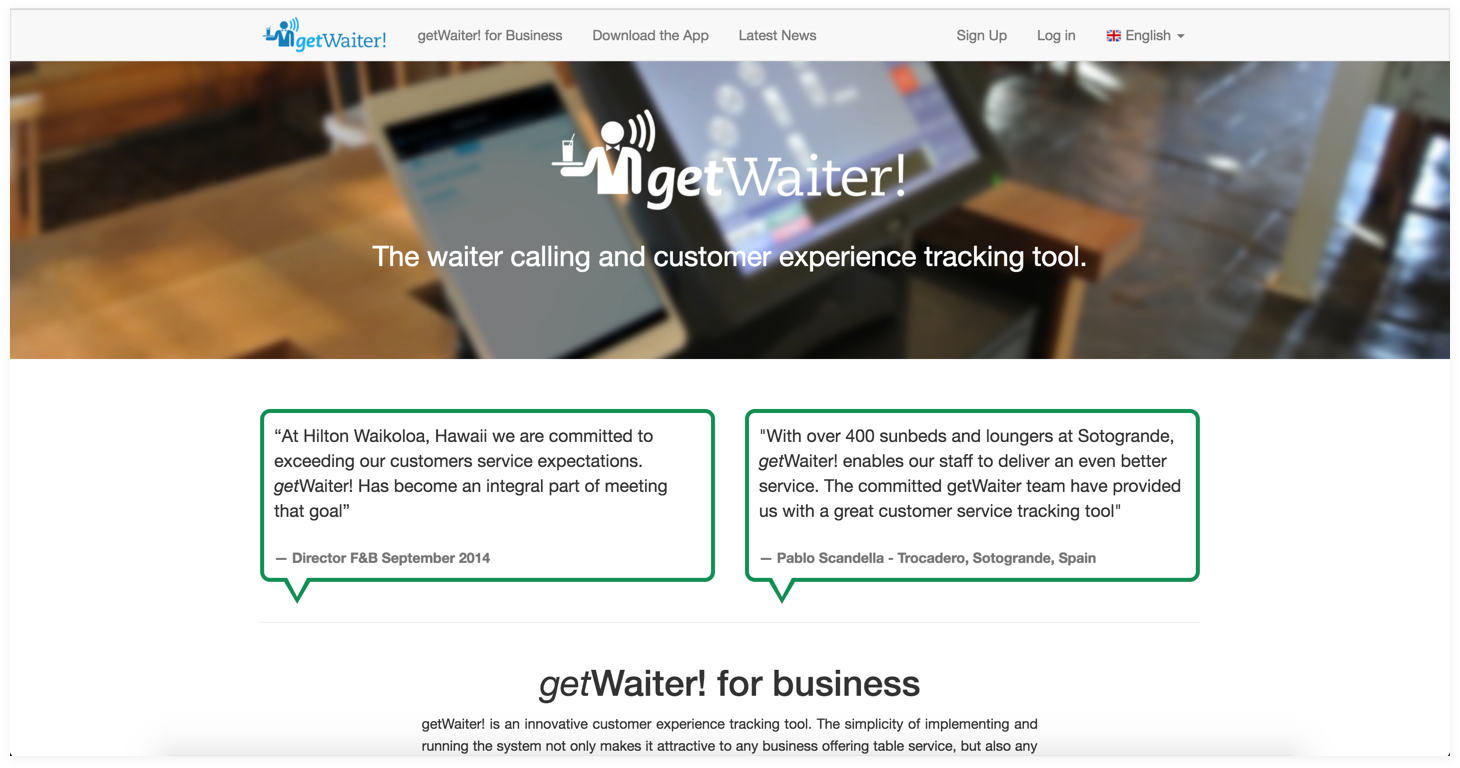 getWaiter! getWaiter! for Business Download the App Latest News Sign Up Log in English
getWaiter!
The waiter calling and customer experience tracking tool.
“At Hilton Waikoloa, Hawaii we are committed to
exceeding our customers service expectations.
getWaiter! Has become an integral part of meeting
that goal”
— Director F&B September 2014
"With over 400 sunbeds and loungers at Sotogrande,
getWaiter! enables our staff to deliver an even better
service. The committed getWaiter team have provided
us with a great customer service tracking tool"
— Pablo Scandella - Trocadero, Sotogrande, Spain
getWaiter! for business
getWaiter! is an innovative customer experience tracking tool. The simplicity of implementing and
running the system not only makes it attractive to any business offering table service, but also any